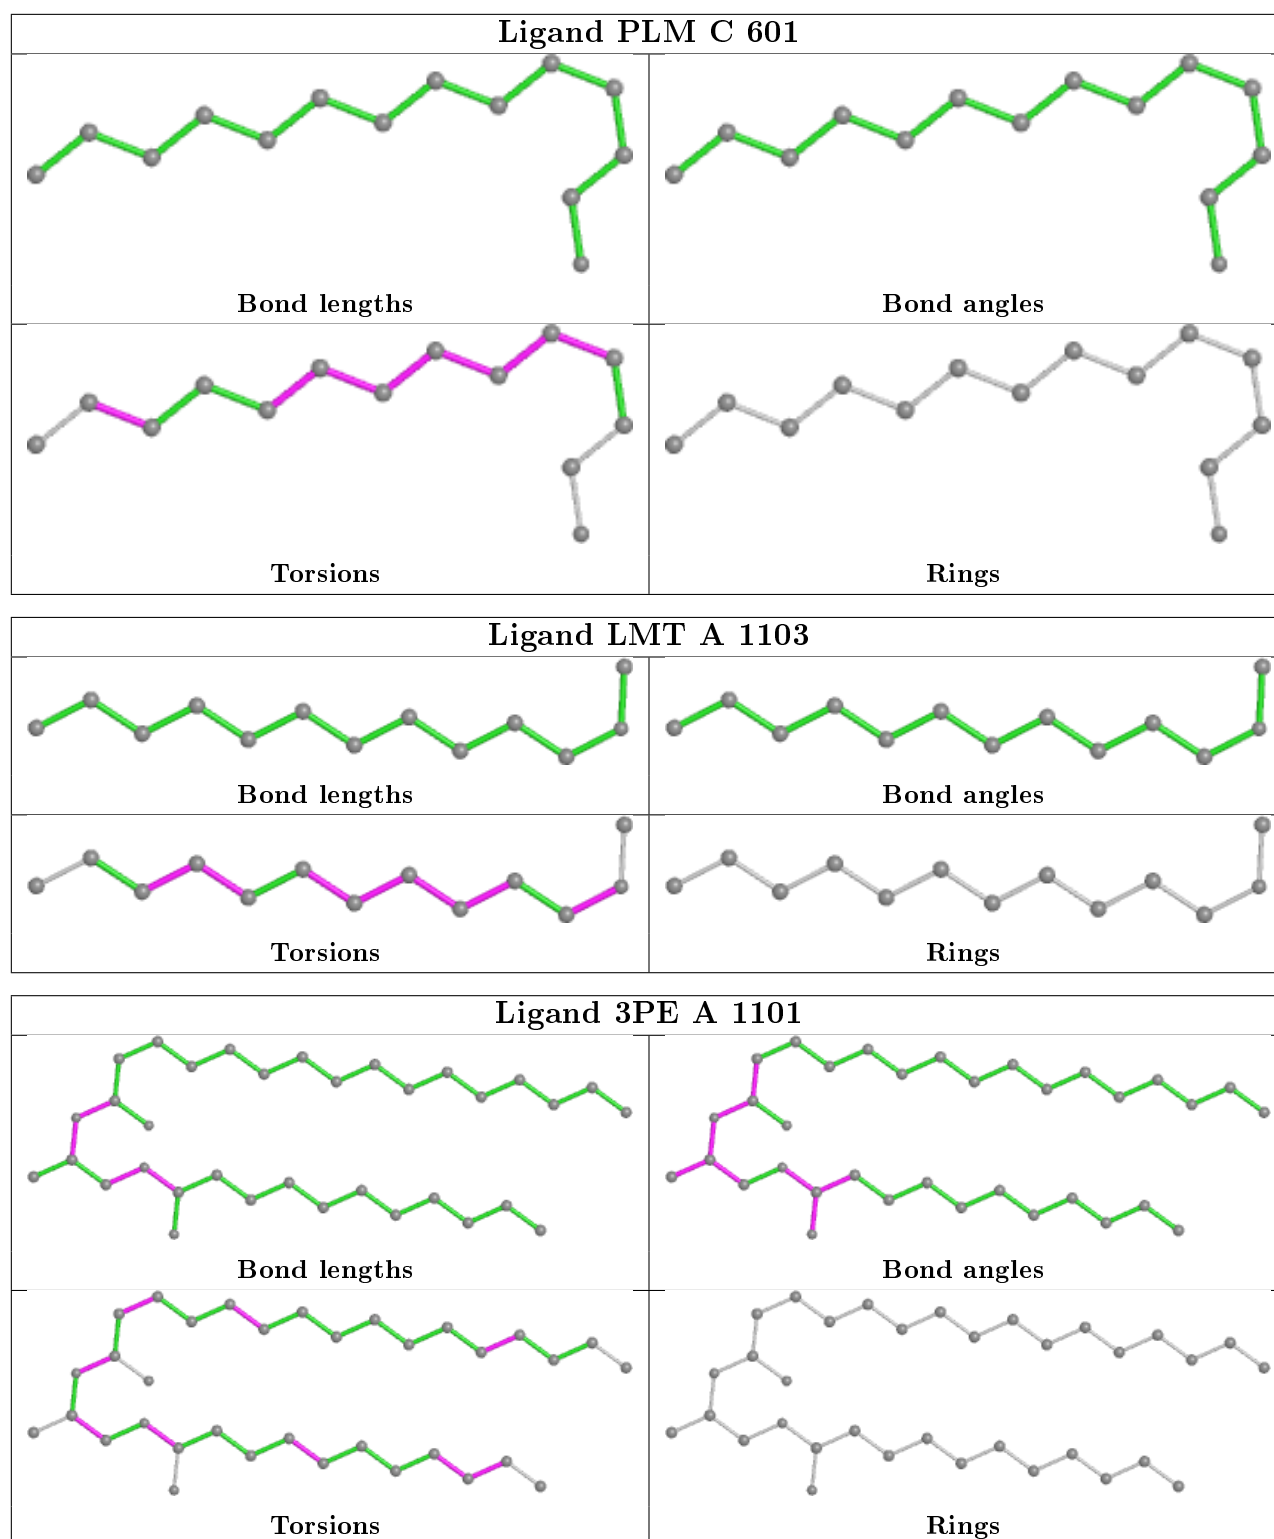 Ligand PLM C 601
Bond lengths
Bond angles
Torsions
Rings
Ligand LMT A 1103
Bond lengths
Bond angles
Torsions
Rings
Ligand 3PE A 1101
Bond lengths
Bond angles
Torsions
Rings